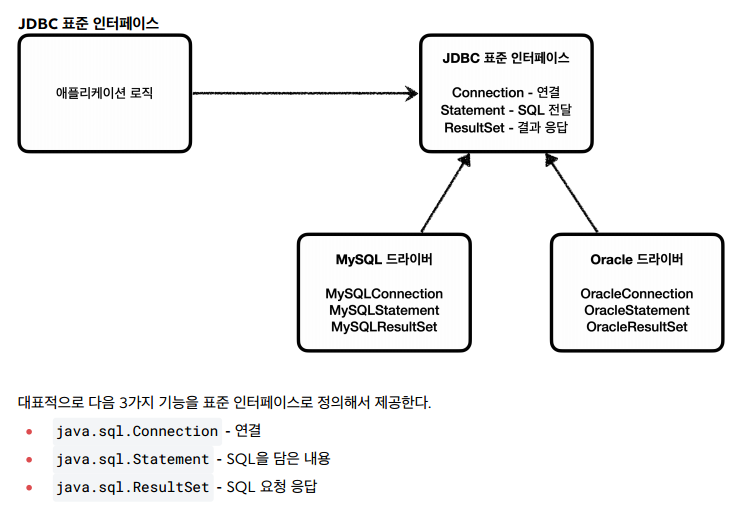 JDBC 표준 인터페이스
애플리케이션 로직
JDBC 표준 인터페이스
Connection - 연결
Statement - SQL 전달
ResultSet - 결과 응답
MySQL 드라이버
MySQLConnection
MySQLStatement
MySQLResultSet
Oracle 드라이버
OracleConnection
OracleStatement
OracleResultSet
대표적으로 다음 3가지 기능을 표준 인터페이스로 정의해서 제공한다.
java.sql.Connection - 연결
java.sql.Statement - SQL을 담은 내용
java.sql.ResultSet - SQL 요청 응답